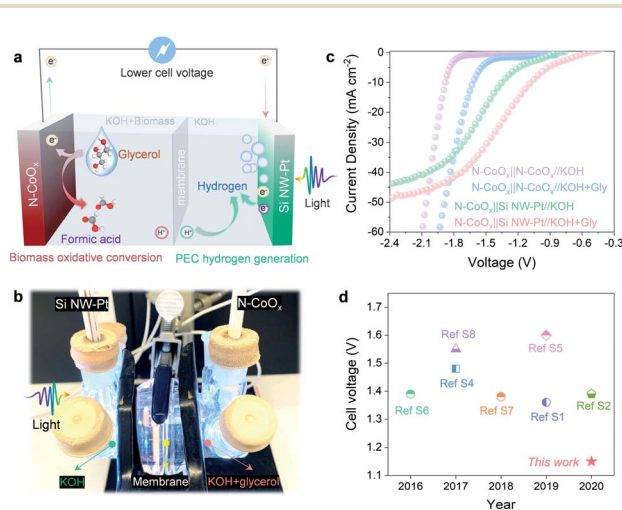 a
e⁻
e⁻
Lower cell voltage
KOH+Biomass
KOH
N-CoOₓ
e⁻
Glycerol
membrane
Hydrogen
e⁻
e⁻
Si NW-Pt
Light
Formic acid
H⁺
H⁺
Biomass oxidative conversion
PEC hydrogen generation
b
Si NW-Pt
N-CoOₓ
Light
KOH
Membrane
KOH+glycerol
c
Current Density (mA cm⁻²)
0
-10
-20
-30
-40
-50
-60
N-CoOₓ||N-CoOₓ//KOH
N-CoOₓ||N-CoOₓ//KOH+Gly
N-CoOₓ||Si NW-Pt//KOH
N-CoOₓ||Si NW-Pt//KOH+Gly
-2.4
-2.1
-1.8
-1.5
-1.2
-0.9
-0.6
-0.3
Voltage (V)
d
Cell voltage (V)
1.7
1.6
1.5
1.4
1.3
1.2
1.1
Ref S8
Ref S5
Ref S4
Ref S6
Ref S7
Ref S1
Ref S2
This work
2016
2017
2018
2019
2020
Year